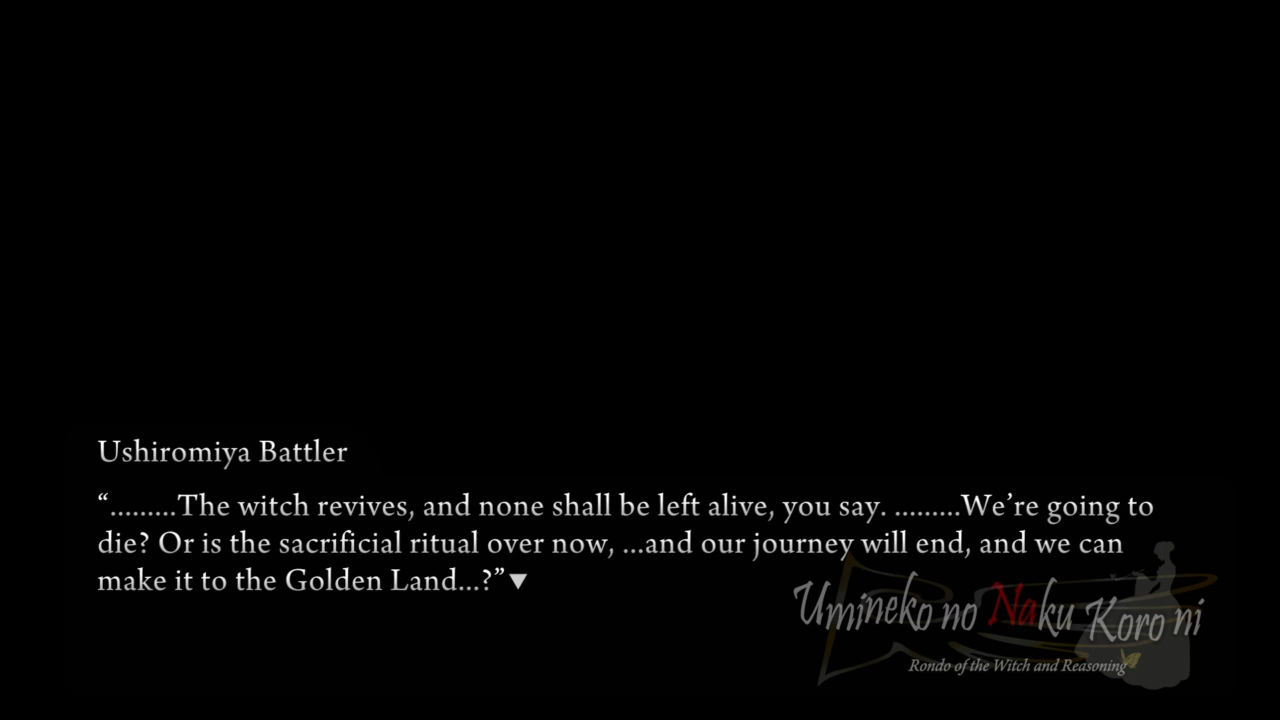 Ushiromiya Battler
“.........The witch revives, and none shall be left alive, you say. .........We’re going to
die? Or is the sacrificial ritual over now, ...and our journey will end, and we can
make it to the Golden Land...?”▼
Umineko no Naku Koro ni
Rondo of the Witch and Reasoning